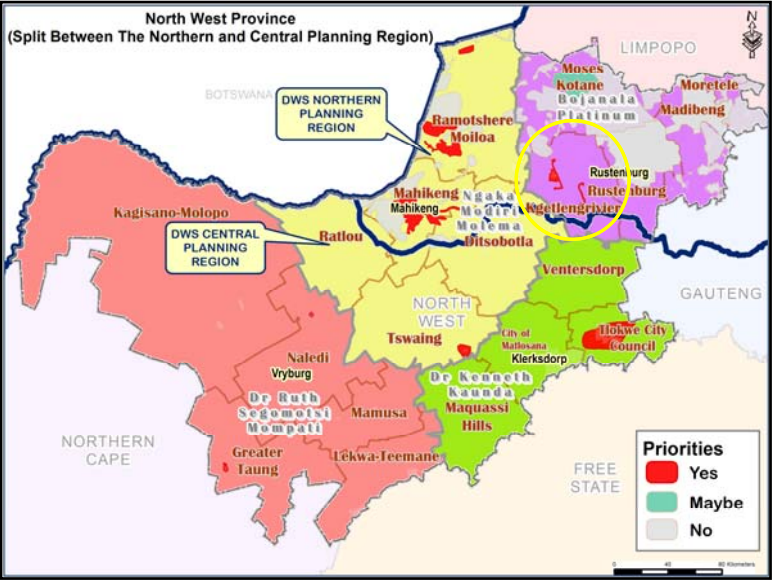 North West Province
(Split Between The Northern and Central Planning Region)
N
LIMPOPO
BOTSWANA
DWS NORTHERN
PLANNING
REGION
Moses
Kotane
Moretele
Bojanala
Platinum
Madibeng
Ramotshere
Moiloa
Rustenburg
Rustenburg
Mahikeng
Mahikeng
Ngaka
Modiri
Molema
Kgetlengrivier
Kagisano-Molopo
DWS CENTRAL
PLANNING
REGION
Ratlou
Ditsobotla
Ventersdorp
GAUTENG
NORTH
WEST
Tswaing
City of
Matlosana
Klerksdorp
Tlokwe City
Council
Naledi
Vryburg
Dr Kenneth
Kaunda
Dr Ruth
Segomotsi
Mompati
Mamusa
Maquassi
Hills
NORTHERN
CAPE
Greater
Taung
Lekwa-Teemane
FREE
STATE
Priorities
Yes
Maybe
No
0 40 80 Kilometers